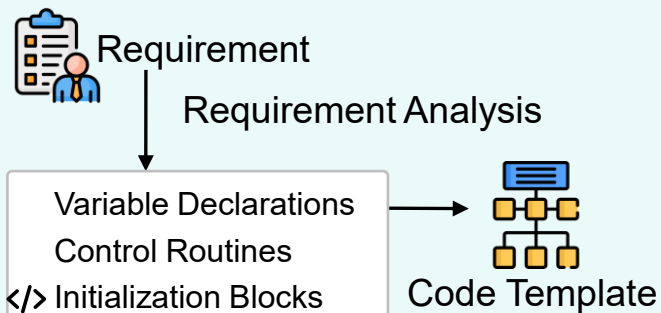 Requirement
Requirement Analysis
Variable Declarations
Control Routines
</> Initialization Blocks
Code Template